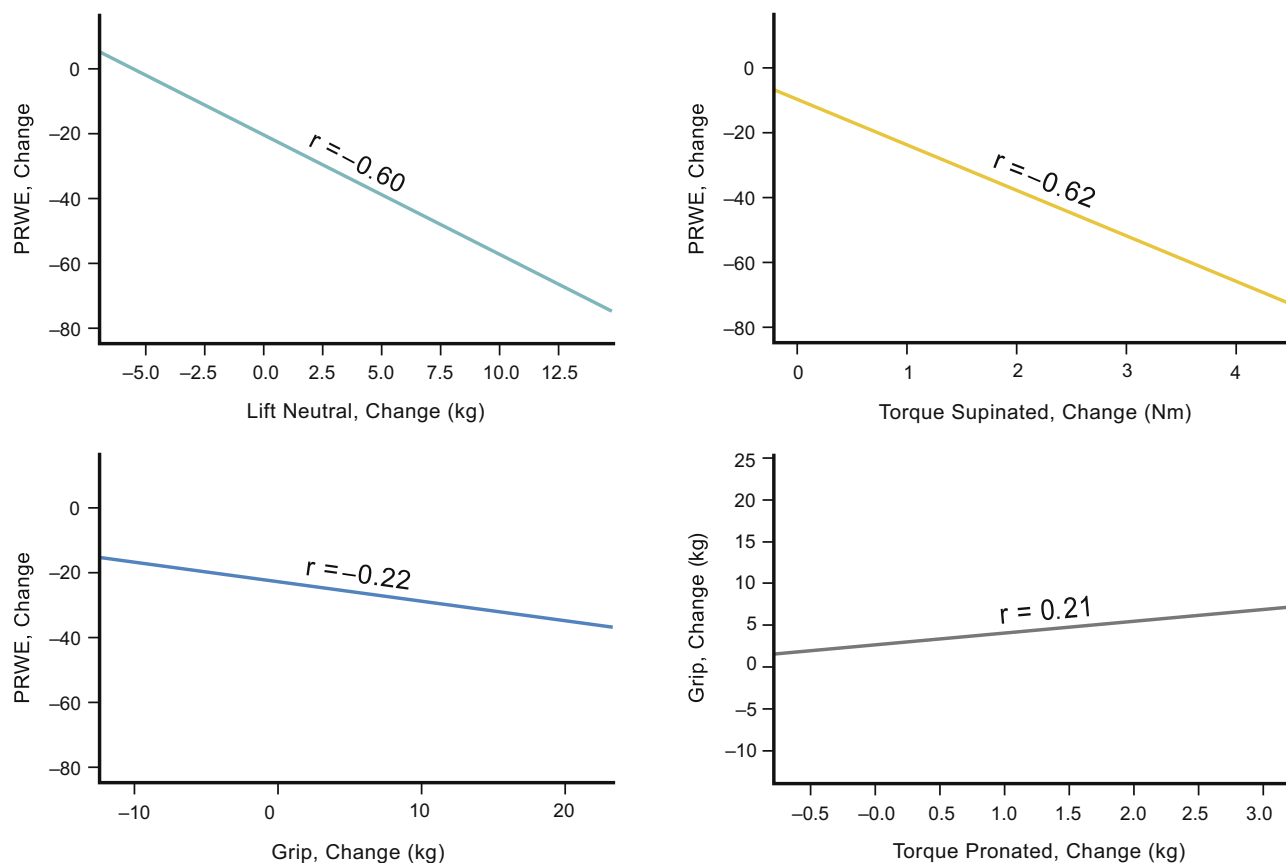 PRWE, Change
0
–20
–40
–60
–80
r =–0.60
–5.0 –2.5 0.0 2.5 5.0 7.5 10.0 12.5
Lift Neutral, Change (kg)
PRWE, Change
0
–20
–40
–60
–80
r =–0.62
0 1 2 3 4
Torque Supinated, Change (Nm)
PRWE, Change
0
–20
–40
–60
–80
r =–0.22
–10 0 10 20
Grip, Change (kg)
Grip, Change (kg)
25
20
15
10
5
0
–5
–10
r = 0.21
–0.5 –0.0 0.5 1.0 1.5 2.0 2.5 3.0
Torque Pronated, Change (kg)